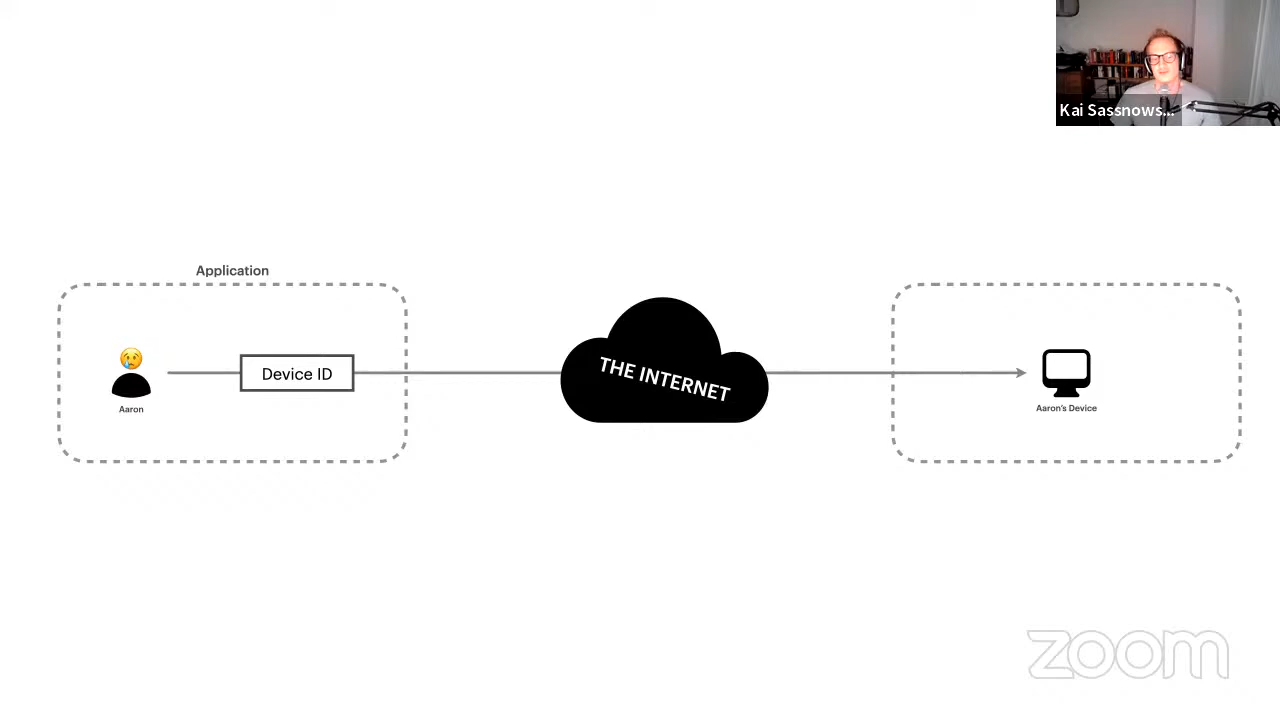 Kai Sassnows...
Application
Device ID
THE INTERNET
Aaron
Aaron's Device
zoom